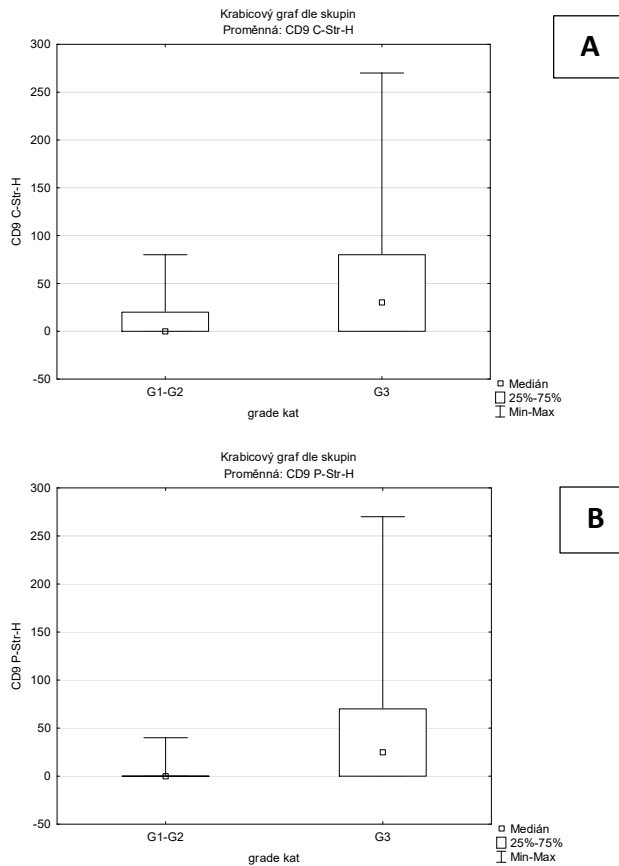 Krabicový graf dle skupin
Proměnná: CD9 C-Str-H
A
300
250
200
150
100
50
0
-50
CD9 C-Str-H
G1-G2
G3
grade kat
Medián
25%-75%
Min-Max
Krabicový graf dle skupin
Proměnná: CD9 P-Str-H
B
300
250
200
150
100
50
0
-50
CD9 P-Str-H
G1-G2
G3
grade kat
Medián
25%-75%
Min-Max